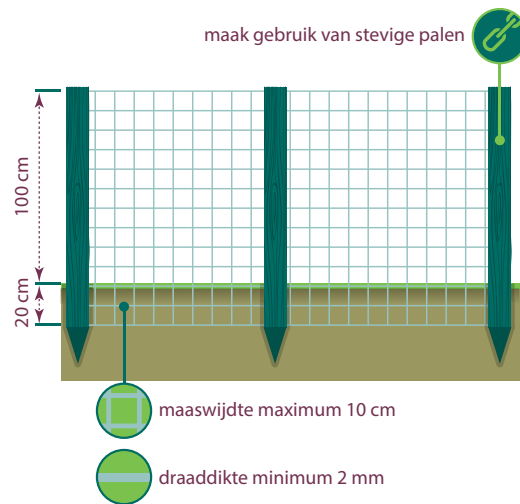 maak gebruik van stevige palen
100 cm
20 cm
maaswijdte maximum 10 cm
draaddikte minimum 2 mm